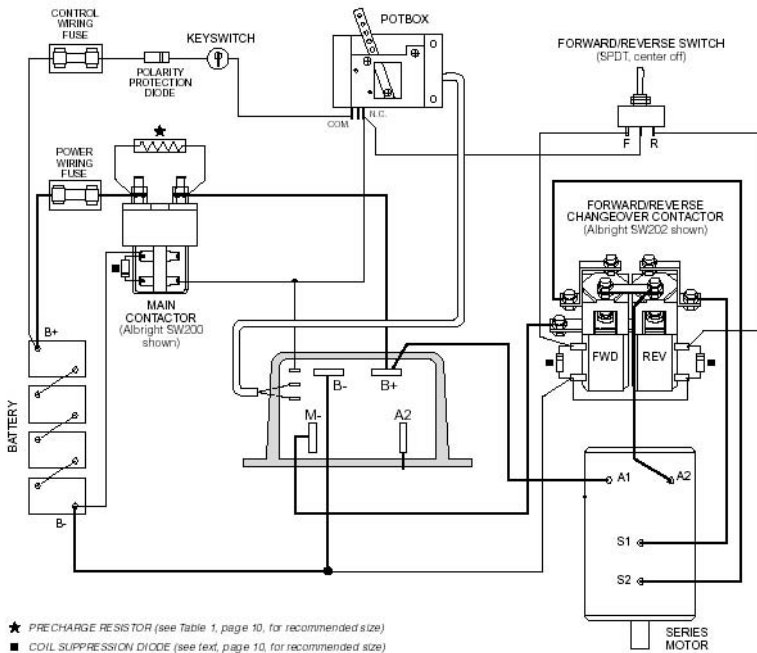 CONTROL
WIRING
FUSE
KEYSWITCH
POLARITY
PROTECTION
DIODE
POTBOX
COM.
N.C.
FORWARD/REVERSE SWITCH
(SPDT, center off)
F
R
★
POWER
WIRING
FUSE
MAIN
CONTACTOR
(Albright SW200
shown)
FORWARD/REVERSE
CHANGEOVER CONTACTOR
(Albright SW202 shown)
FWD
REV
B+
BATTERY
B-
B-
B+
M-
A2
A1
A2
S1
S2
SERIES
MOTOR
★ PRECHARGE RESISTOR (see Table 1, page 10, for recommended size)
■ COIL SUPPRESSION DIODE (see text, page 10, for recommended size)